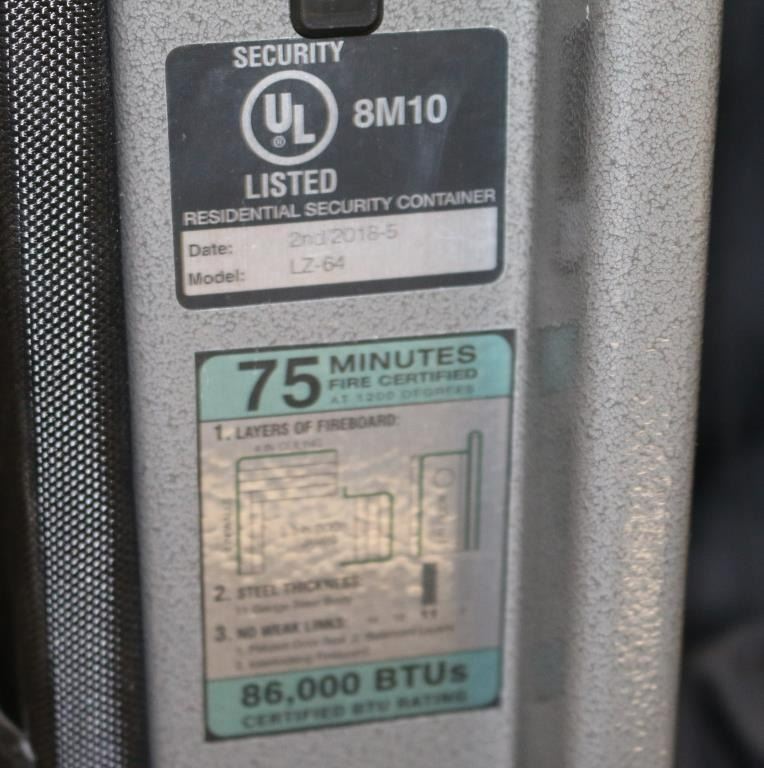 SECURITY
UL ® 8M10
LISTED
RESIDENTIAL SECURITY CONTAINER
Date: 2nd/2018-5
Model: LZ-64
75 MINUTES
FIRE CERTIFIED
AT 1200 DEGREES
1. LAYERS OF FIREBOARD:
2. STEEL THICKNESS:
3. NO WEAK LINKS:
86,000 BTUs
CERTIFIED BTU RATING